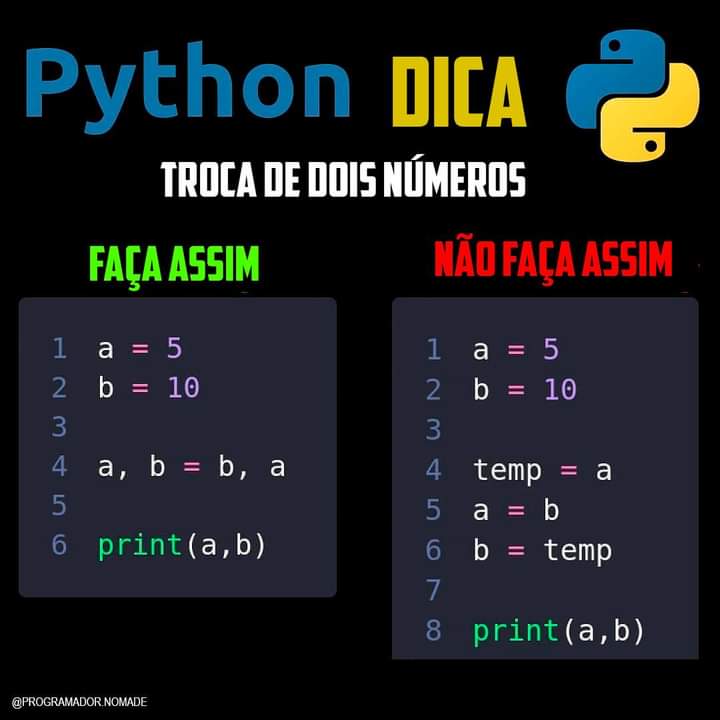 Python DICA
TROCA DE DOIS NÚMEROS
FAÇA ASSIM
1 a = 5
2 b = 10
3
4 a, b = b, a
5
6 print(a,b)
NÃO FAÇA ASSIM
1 a = 5
2 b = 10
3
4 temp = a
5 a = b
6 b = temp
7
8 print(a,b)
@PROGRAMADOR.NOMADE